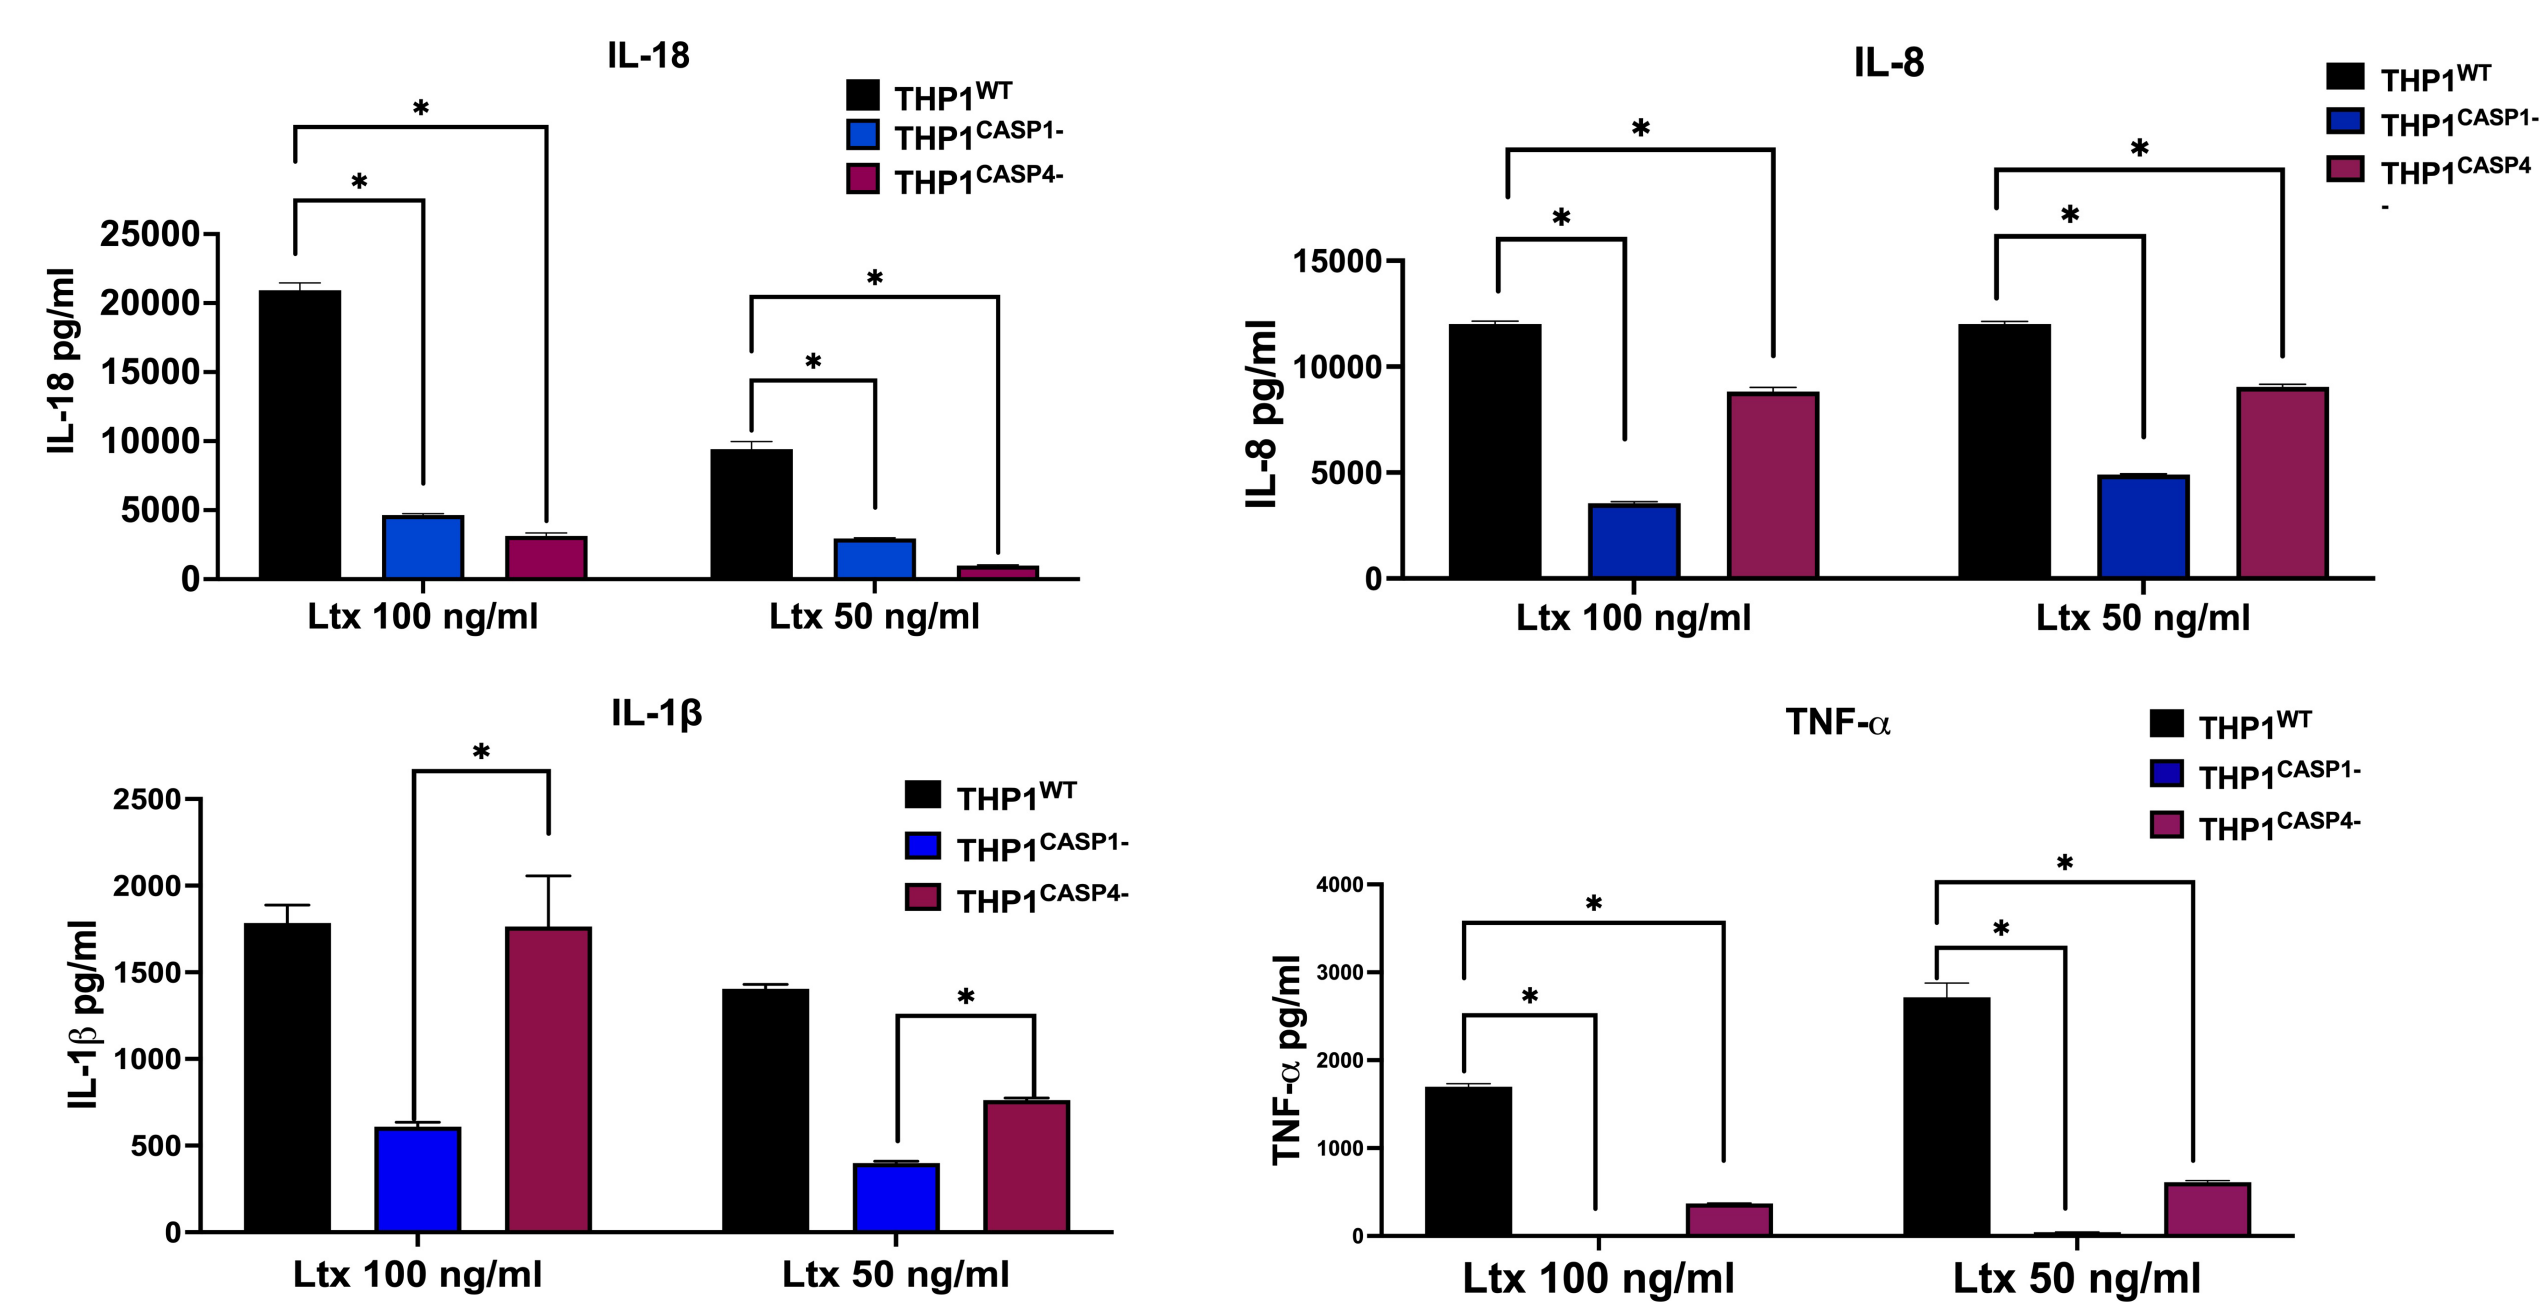 IL-18
*
*
*
*
THP1WT
THP1CASP1-
THP1CASP4-
IL-18 pg/ml
25000
20000
15000
10000
5000
0
Ltx 100 ng/ml
Ltx 50 ng/ml
IL-8
*
*
*
*
THP1WT
THP1CASP1-
THP1CASP4
-
IL-8 pg/ml
15000
10000
5000
0
Ltx 100 ng/ml
Ltx 50 ng/ml
IL-1β
*
*
THP1WT
THP1CASP1-
THP1CASP4-
IL-1β pg/ml
2500
2000
1500
1000
500
0
Ltx 100 ng/ml
Ltx 50 ng/ml
TNF-α
*
*
*
*
THP1WT
THP1CASP1-
THP1CASP4-
TNF-α pg/ml
4000
3000
2000
1000
0
Ltx 100 ng/ml
Ltx 50 ng/ml